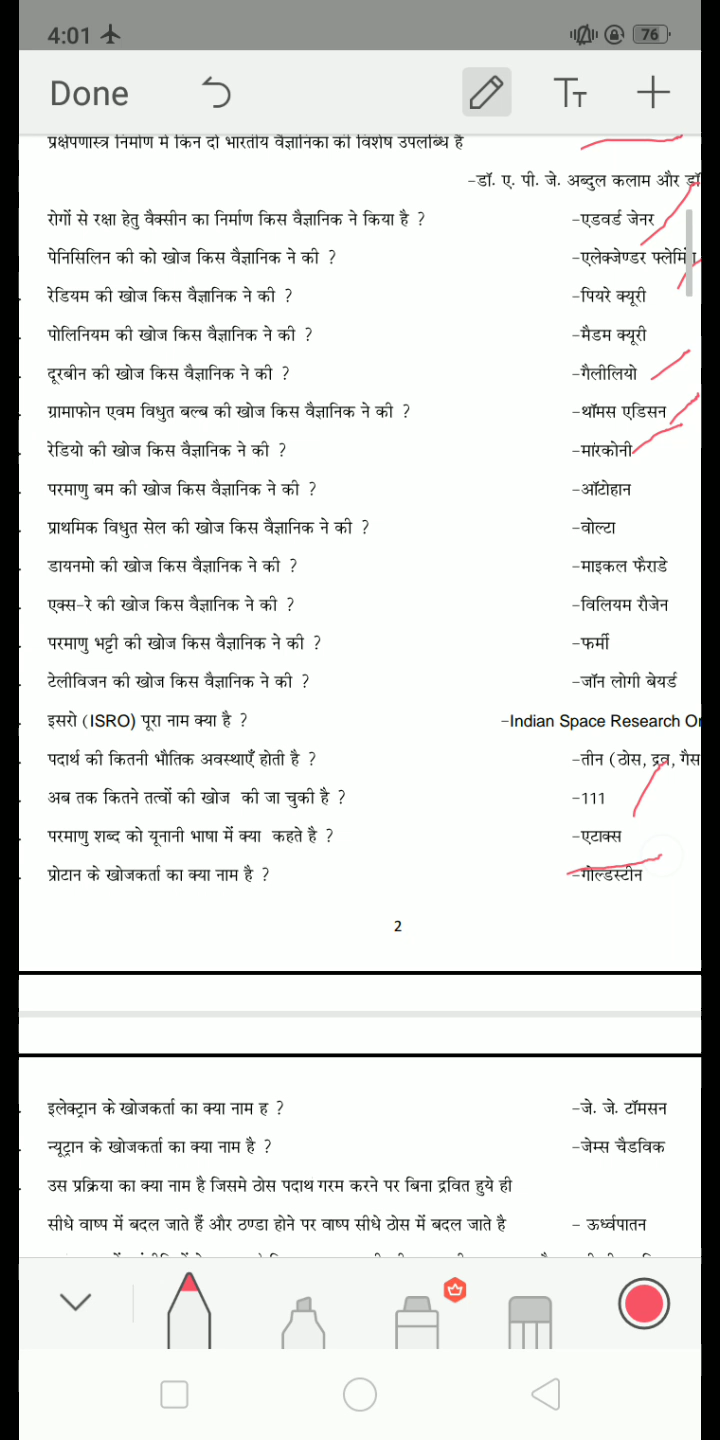 4:01
76
Done
TT
प्रक्षेपणास्त्र निर्माण में किन दो भारतीय वैज्ञानिको की विशेष उपलब्धि है
-डॉ. ए. पी. जे. अब्दुल कलाम और डॉ
रोगों से रक्षा हेतु वैक्सीन का निर्माण किस वैज्ञानिक ने किया है ? -एडवर्ड जेनर
पेनिसिलिन की को खोज किस वैज्ञानिक ने की ? -एलेक्जेण्डर फ्लेमिंग
रेडियम की खोज किस वैज्ञानिक ने की ? -पियरे क्यूरी
पोलिनियम की खोज किस वैज्ञानिक ने की ? -मैडम क्यूरी
दूरबीन की खोज किस वैज्ञानिक ने की ? -गैलीलियो
ग्रामाफोन एवम विधुत बल्ब की खोज किस वैज्ञानिक ने की ? -थॉमस एडिसन
रेडियो की खोज किस वैज्ञानिक ने की ? -मारकोनी
परमाणु बम की खोज किस वैज्ञानिक ने की ? -ऑटोहान
प्राथमिक विधुत सेल की खोज किस वैज्ञानिक ने की ? -वोल्टा
डायनमो की खोज किस वैज्ञानिक ने की ? -माइकल फैराडे
एक्स-रे की खोज किस वैज्ञानिक ने की ? -विलियम रौजेन
परमाणु भट्टी की खोज किस वैज्ञानिक ने की ? -फर्मी
टेलीविजन की खोज किस वैज्ञानिक ने की ? -जॉन लोगी बेयर्ड
इसरो (ISRO) पूरा नाम क्या है ? -Indian Space Research Or
पदार्थ की कितनी भौतिक अवस्थाएँ होती है ? -तीन (ठोस, द्रव, गैस
अब तक कितने तत्वों की खोज की जा चुकी है ? -111
परमाणु शब्द को यूनानी भाषा में क्या कहते है ? -एटाक्स
प्रोटान के खोजकर्ता का क्या नाम है ? -गोल्डस्टीन
2
इलेक्ट्रान के खोजकर्ता का क्या नाम ह ? -जे. जे. टॉमसन
न्यूट्रान के खोजकर्ता का क्या नाम है ? -जेम्स चैडविक
उस प्रक्रिया का क्या नाम है जिसमे ठोस पदाथ गरम करने पर बिना द्रवित हुये ही
सीधे वाष्प में बदल जाते हैं और ठण्डा होने पर वाष्प सीधे ठोस में बदल जाते है - ऊर्ध्वपातन